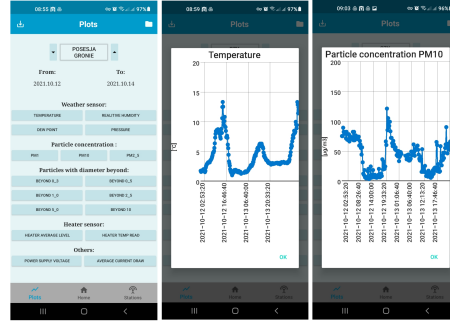 08:55
97%
Plots
POSESJA
GRONIE
From:
To:
2021.10.12
2021.10.14
Weather sensor:
TEMPERATURE
REALITIVE HUMIDITY
DEW POINT
PRESSURE
Particle concentration :
PM1
PM10
PM2_5
Particles with diameter beyond:
BEYOND 0_3
BEYOND 0_5
BEYOND 1_0
BEYOND 2_5
BEYOND 5_0
BEYOND 10
Heater sensor:
HEATER AVERAGE LEVEL
HEATER TEMP READ
Others:
POWER SUPPLY VOLTAGE
AVERAGE CURRENT DRAW
Plots
Home
Stations
08:59
97%
Plots
Temperature
20
15
10
5
0
[°C]
2021-10-12 02:53:20
2021-10-12 16:46:40
2021-10-13 06:40:00
2021-10-13 20:33:20
OK
Plots
Home
Stations
09:03
96%
Plots
Particle concentration PM10
200
150
100
50
0
[µg/m3]
2021-10-12 02:53:20
2021-10-12 08:26:40
2021-10-12 14:00:00
2021-10-12 19:33:20
2021-10-13 01:06:40
2021-10-13 06:40:00
2021-10-13 12:13:20
2021-10-13 17:46:40
OK
Plots
Home
Stations